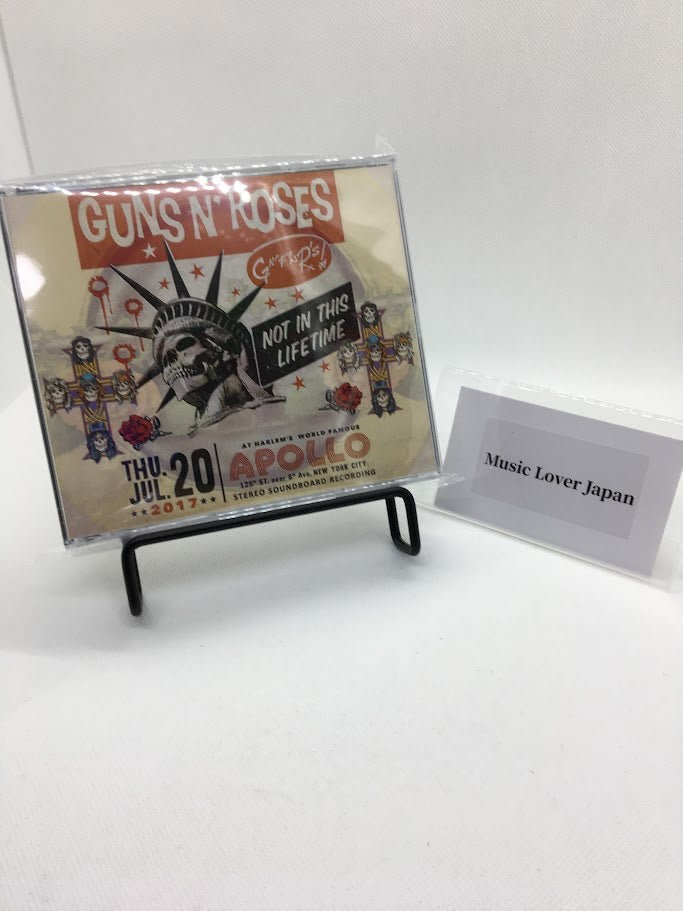 GUNS N' ROSES
GN'F'N'R's!
NOT IN THIS
LIFETIME
THU.
JUL. 20
★★2017★★
AT HARLEM'S WORLD FAMOUS
APOLLO
125th ST. near 8th Ave. NEW YORK CITY
STEREO SOUNDBOARD RECORDING
Music Lover Japan